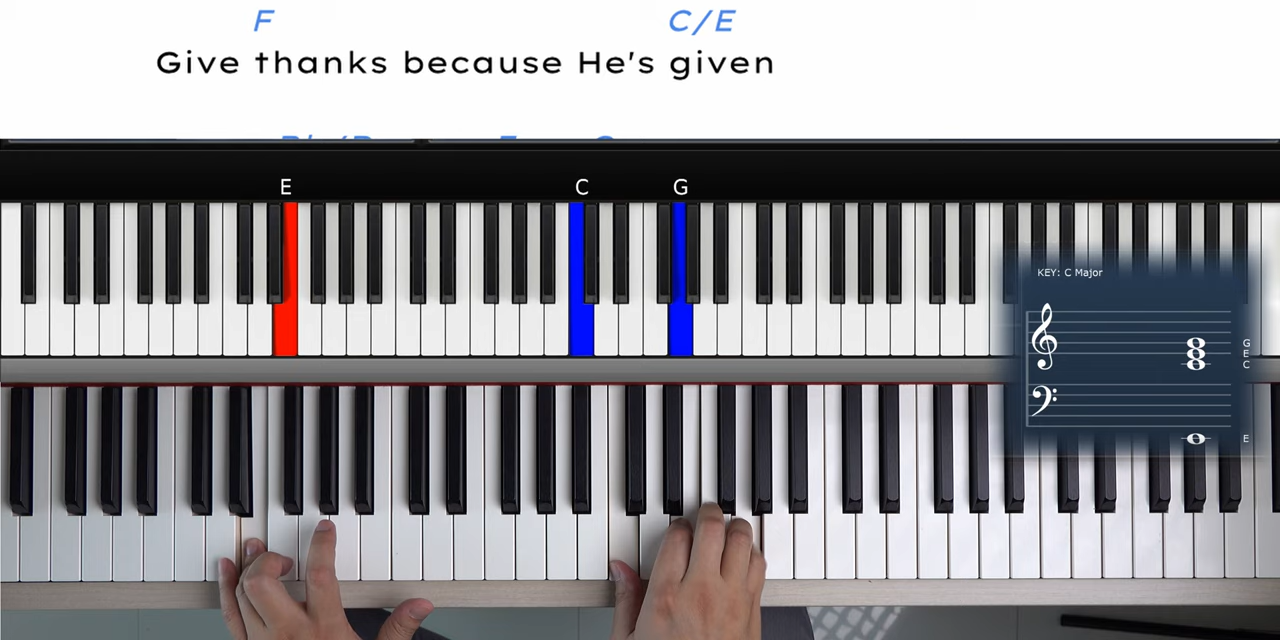 F C/E
Give thanks because He's given
E C G
KEY: C Major
G
E
C
E